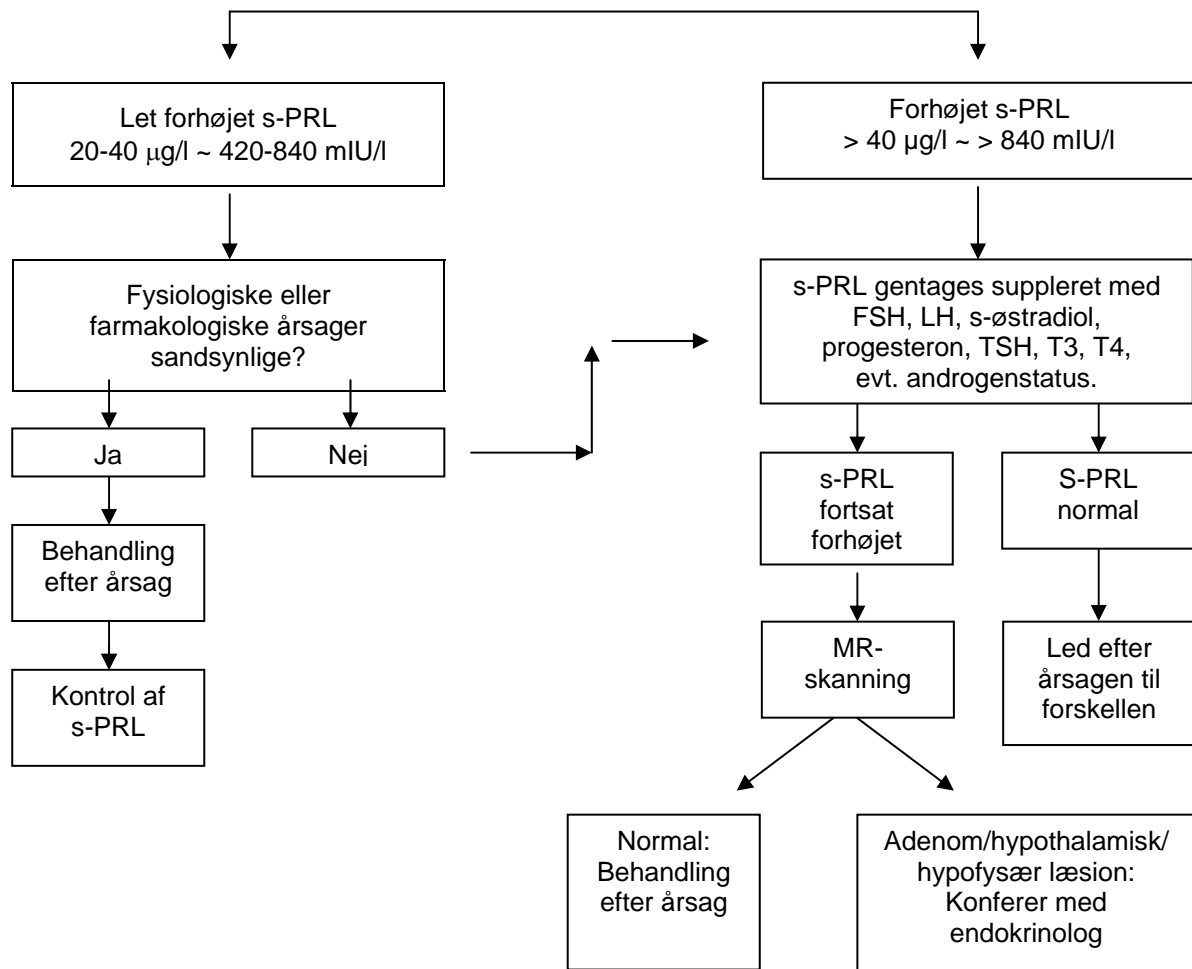 Let forhøjet s-PRL
20-40 μg/l ~ 420-840 mIU/l
Forhøjet s-PRL
> 40 µg/l ~ > 840 mIU/l
Fysiologiske eller
farmakologiske årsager
sandsynlige?
s-PRL gentages suppleret med
FSH, LH, s-østradiol,
progesteron, TSH, T3, T4,
evt. androgenstatus.
Ja
Nej
s-PRL
fortsat
forhøjet
S-PRL
normal
Behandling
efter årsag
MR-
skanning
Led efter
årsagen til
forskellen
Kontrol af
s-PRL
Normal:
Behandling
efter årsag
Adenom/hypothalamisk/
hypofysær læsion:
Konferer med
endokrinolog